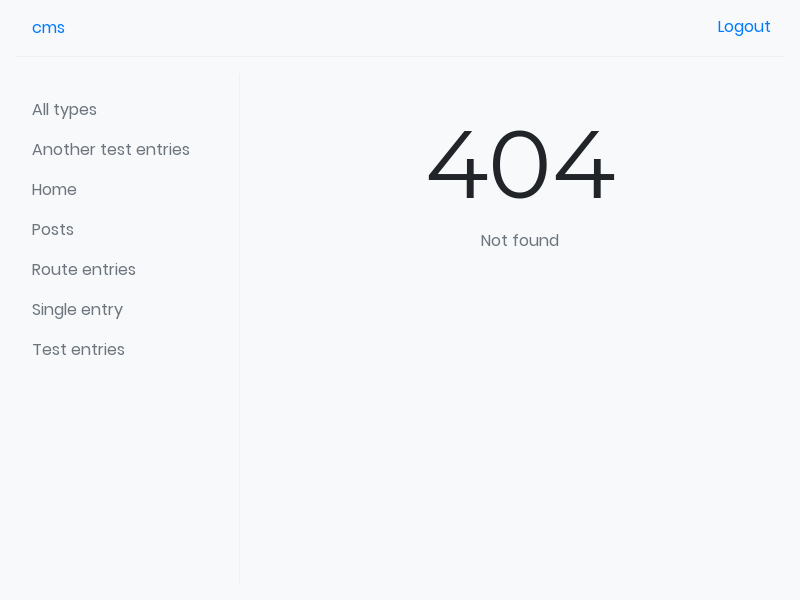 cms
Logout
All types
Another test entries
Home
Posts
Route entries
Single entry
Test entries
404
Not found